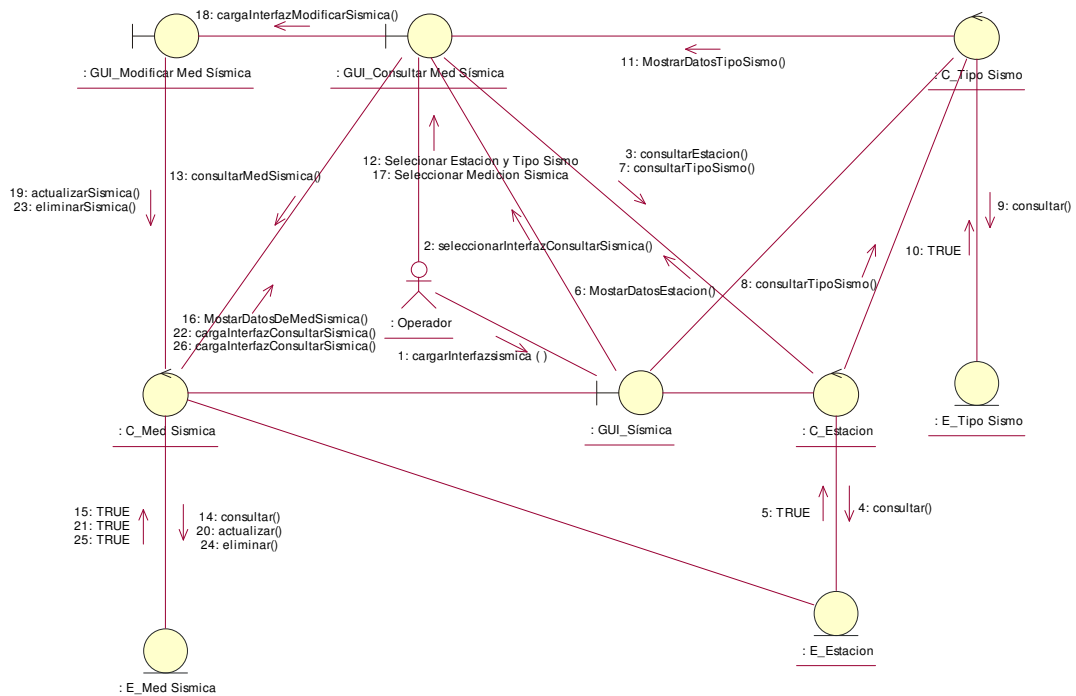 18: cargaInterfazModificarSismica()
: GUI_Modificar Med Sísmica
: GUI_Consultar Med Sísmica
11: MostrarDatosTipoSismo()
: C_Tipo Sismo
12: Selecionar Estacion y Tipo Sismo
17: Seleccionar Medicion Sismica
3: consultarEstacion()
7: consultarTipoSismo()
13: consultarMedSismica()
19: actualizarSismica()
23: eliminarSismica()
9: consultar()
2: seleccionarInterfazConsultarSismica()
10: TRUE
6: MostarDatosEstacion()
8: consultarTipoSismo()
16: MostarDatosDeMedSismica()
22: cargaInterfazConsultarSismica()
26: cargaInterfazConsultarSismica()
: Operador
1: cargarInterfazsismica ( )
: C_Med Sismica
: GUI_Sísmica
: C_Estacion
: E_Tipo Sismo
15: TRUE
21: TRUE
25: TRUE
14: consultar()
20: actualizar()
24: eliminar()
5: TRUE
4: consultar()
: E_Estacion
: E_Med Sismica